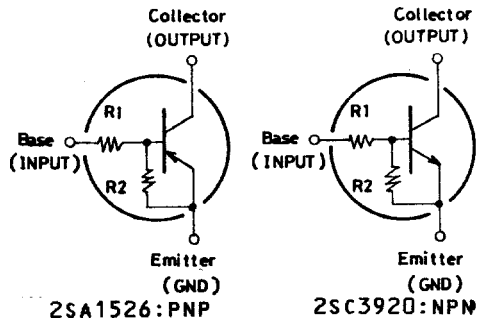 Collector
(OUTPUT)
R1
Base
(INPUT)
R2
Emitter
(GND)
2SA1526:PNP
Collector
(OUTPUT)
R1
Base
(INPUT)
R2
Emitter
(GND)
2SC3920:NPN